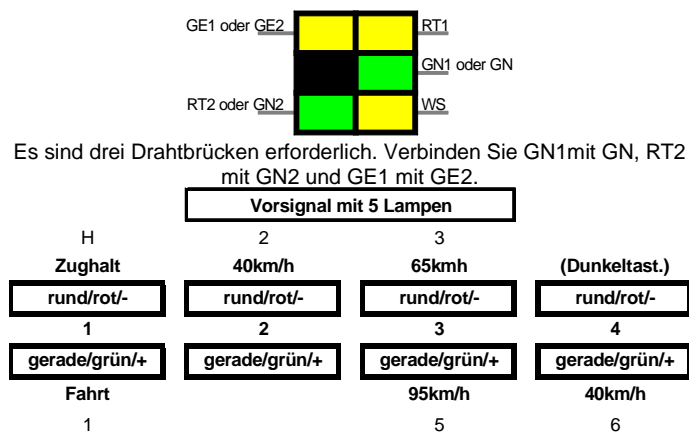 GE1 oder GE2 RT1
GN1 oder GN
RT2 oder GN2 WS
Es sind drei Drahtbrücken erforderlich. Verbinden Sie GN1mit GN, RT2
mit GN2 und GE1 mit GE2.
Vorsignal mit 5 Lampen
H 2 3
Zughalt 40km/h 65kmh (Dunkeltast.)
rund/rot/- rund/rot/- rund/rot/- rund/rot/-
1 2 3 4
gerade/grün/+ gerade/grün/+ gerade/grün/+ gerade/grün/+
Fahrt 95km/h 40km/h
1 5 6